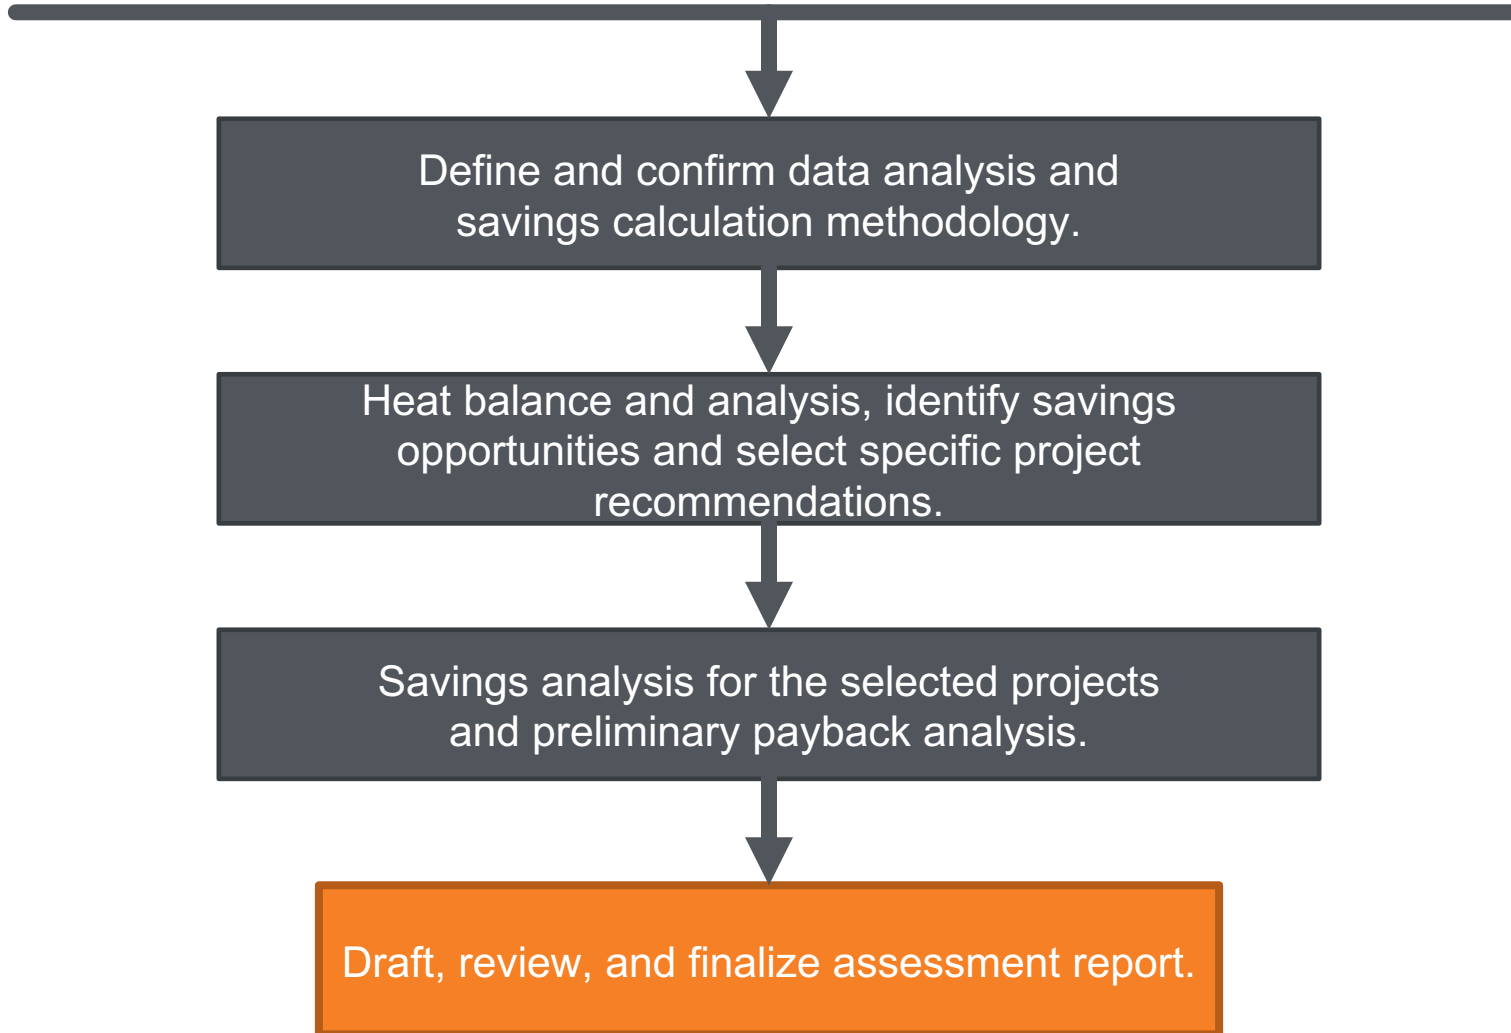 Define and confirm data analysis and
savings calculation methodology.
Heat balance and analysis, identify savings
opportunities and select specific project
recommendations.
Savings analysis for the selected projects
and preliminary payback analysis.
Draft, review, and finalize assessment report.